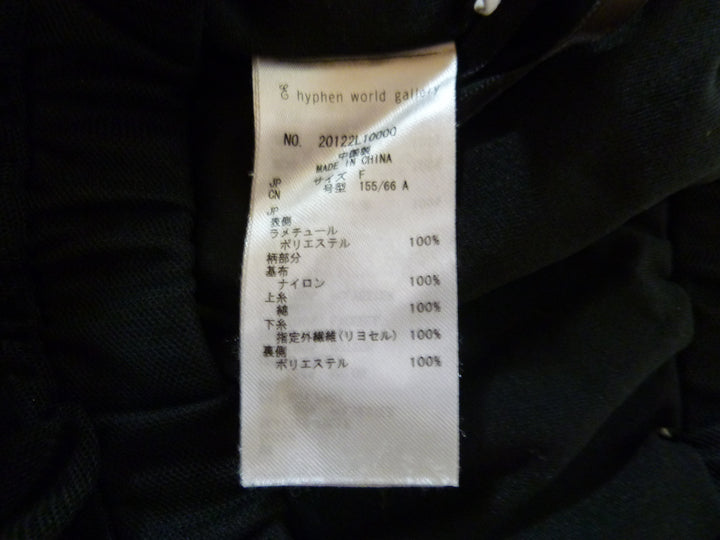 E hyphen world gallery
NO. 20122L10000
中国製
MADE IN CHINA
JP サイズ F
CN 号型 155/66 A
JP
表側
ラメチュール
ポリエステル 100%
柄部分
基布
ナイロン 100%
上糸
綿 100%
下糸
指定外繊維(リヨセル) 100%
裏側
ポリエステル 100%